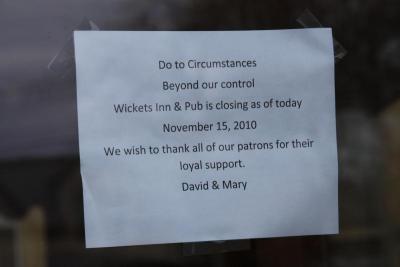 Do to Circumstances
Beyond our control
Wickets Inn & Pub is closing as of today
November 15, 2010
We wish to thank all of our patrons for their
loyal support.
David & Mary